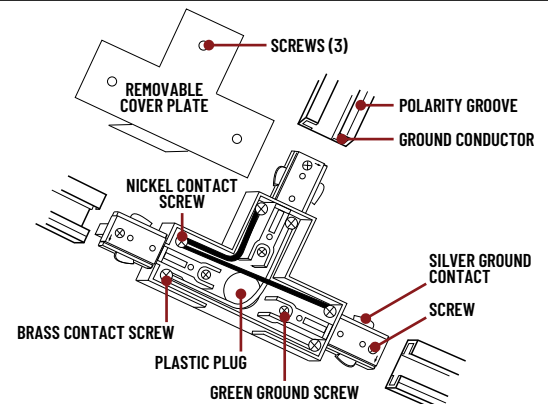 SCREWS (3)
REMOVABLE
COVER PLATE
POLARITY GROOVE
GROUND CONDUCTOR
NICKEL CONTACT
SCREW
SILVER GROUND
CONTACT
SCREW
BRASS CONTACT SCREW
PLASTIC PLUG
GREEN GROUND SCREW